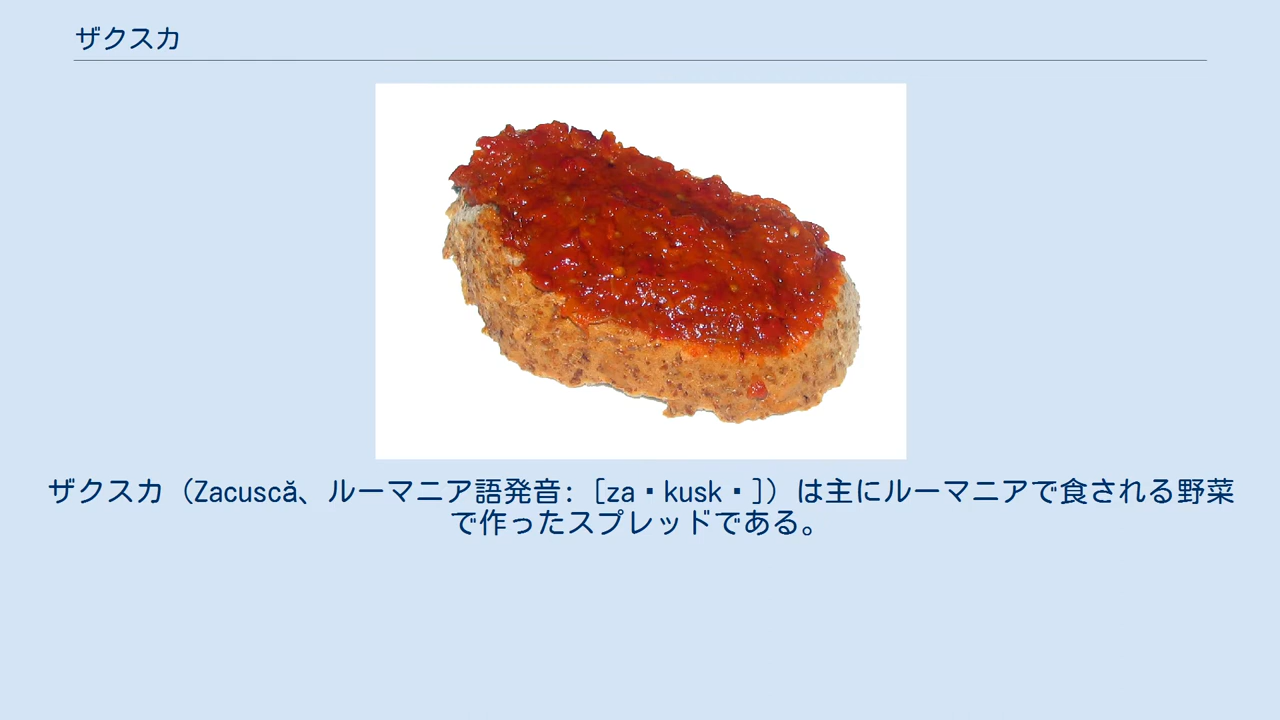 ザクスカ
ザクスカ（Zacuscă、ルーマニア語発音: [za・kusk・]）は主にルーマニアで食される野菜
で作ったスプレッドである。